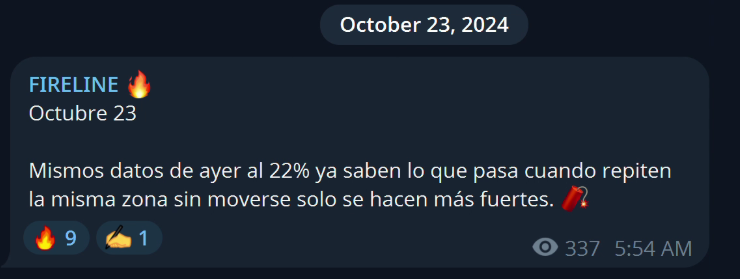 October 23, 2024
FIRELINE 🔥
Octubre 23
Mismos datos de ayer al 22% ya saben lo que pasa cuando repiten
la misma zona sin moverse solo se hacen más fuertes. 🧨
🔥 9 ✍️ 1
337 5:54 AM